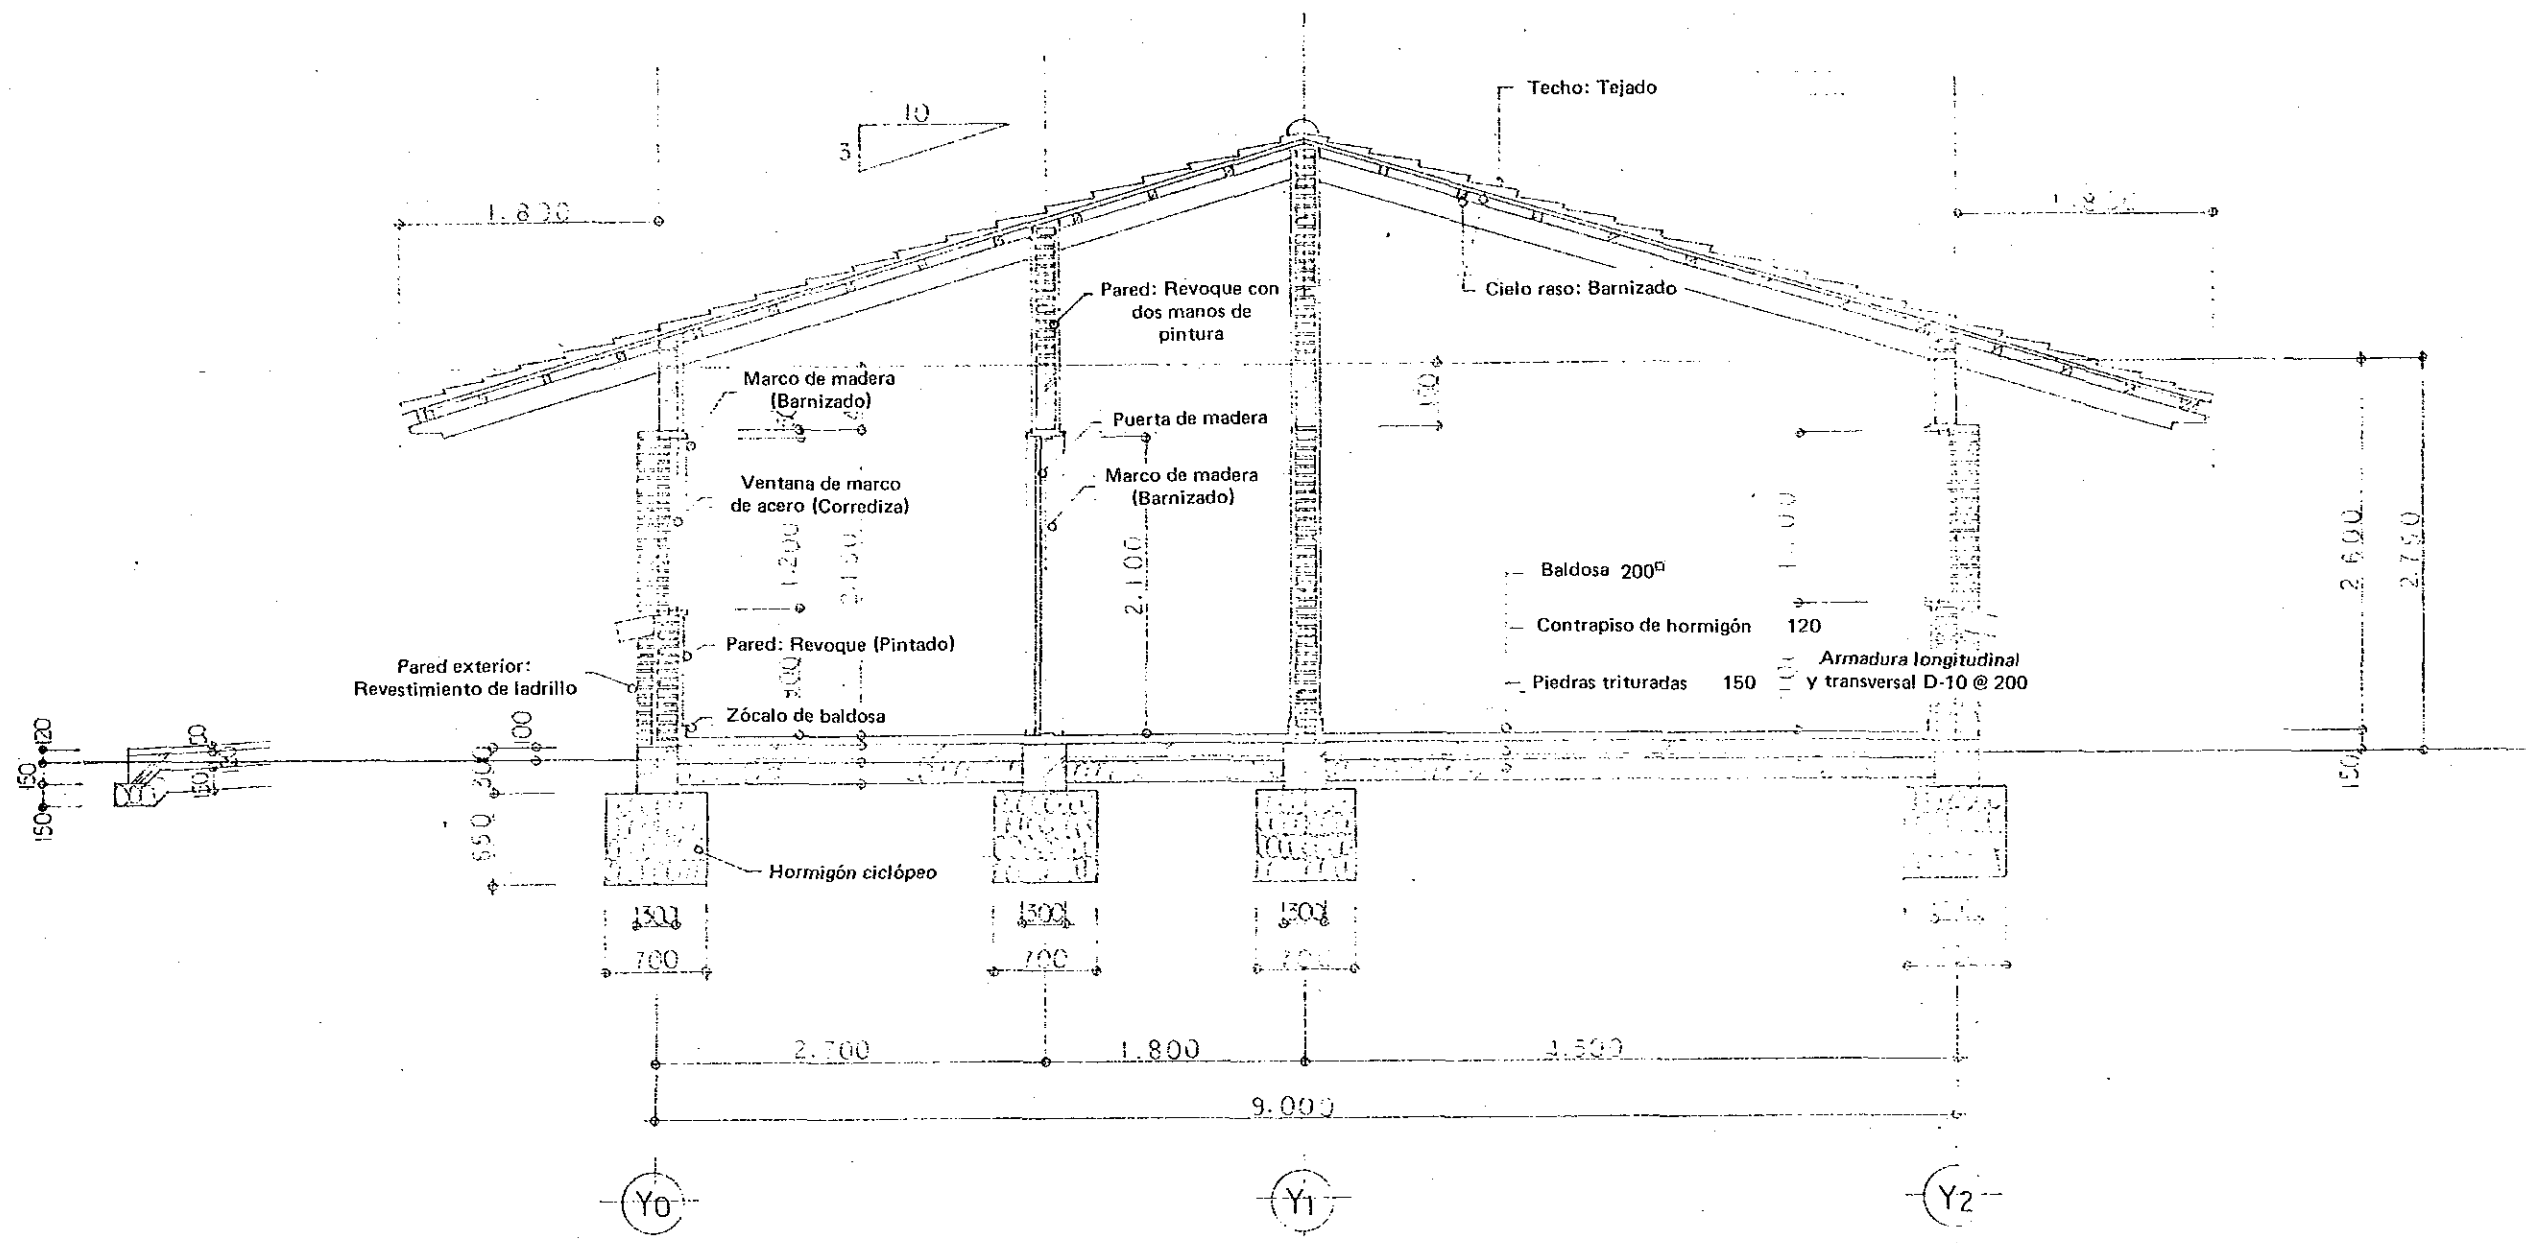 Techo: Tejado
10
3
1.800
Pared: Revoque con
dos manos de
pintura
Cielo raso: Barnizado
Marco de madera
(Barnizado)
Puerta de madera
Ventana de marco
de acero (Corrediza)
Marco de madera
(Barnizado)
1.200
2.100
2.600
2.750
Baldosa 200
Contrapiso de hormigón 120
Pared: Revoque (Pintado)
Pared exterior:
Revestimiento de ladrillo
Armadura longitudinal
y transversal D-10 @ 200
Piedras trituradas 150
Zócalo de baldosa
120
150
150
100
300
150
Hormigón ciclópeo
300
300
300
700
700
700
2.700
1.800
4.500
9.000
Y0
Y1
Y2